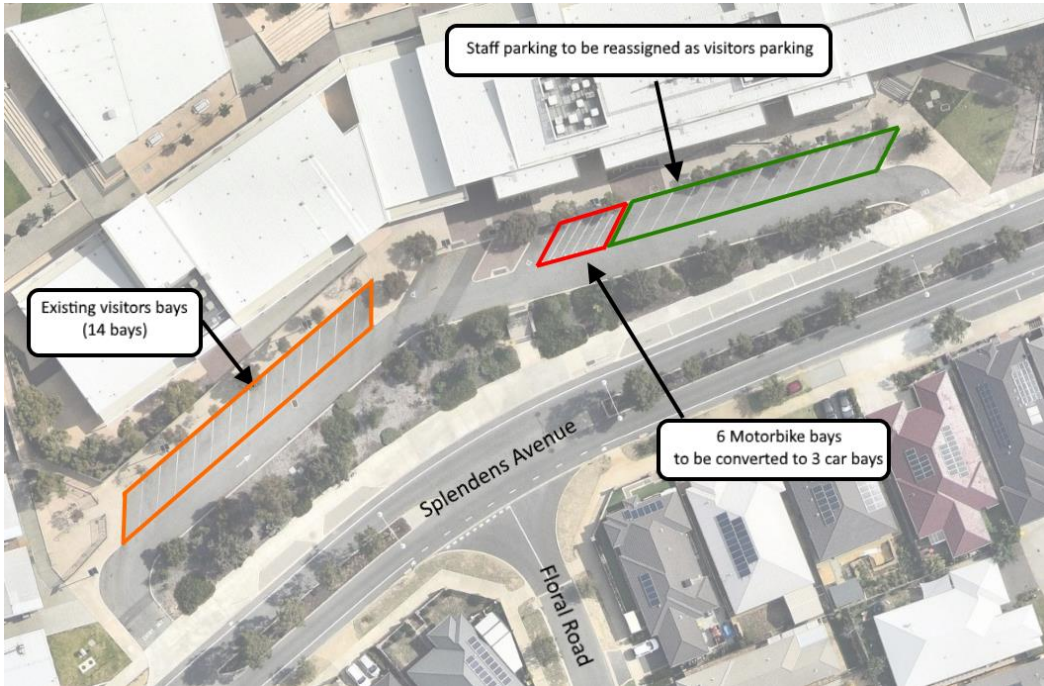 Staff parking to be reassigned as visitors parking
Existing visitors bays
(14 bays)
6 Motorbike bays
to be converted to 3 car bays
Splendens Avenue
Floral Road